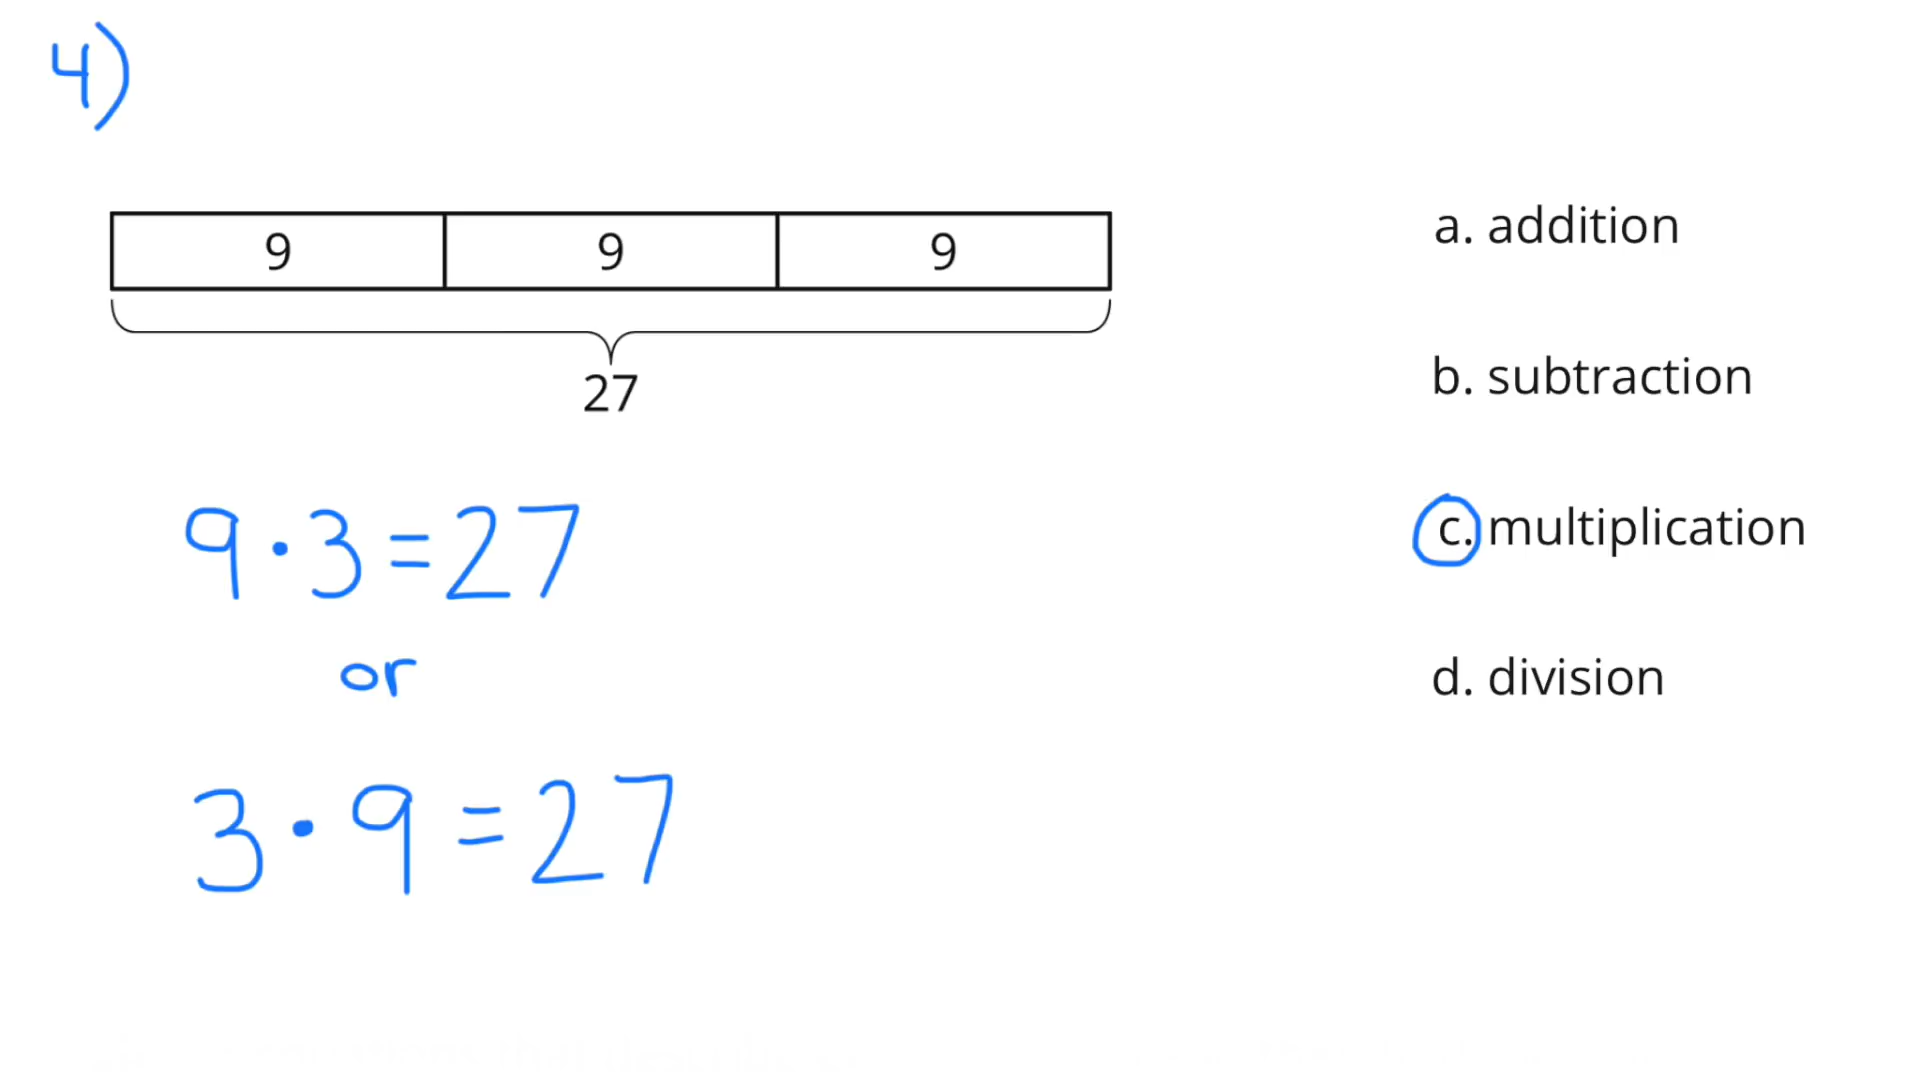 4)
9 9 9
27
9·3=27
or
3·9=27
a. addition
b. subtraction
c. multiplication
d. division